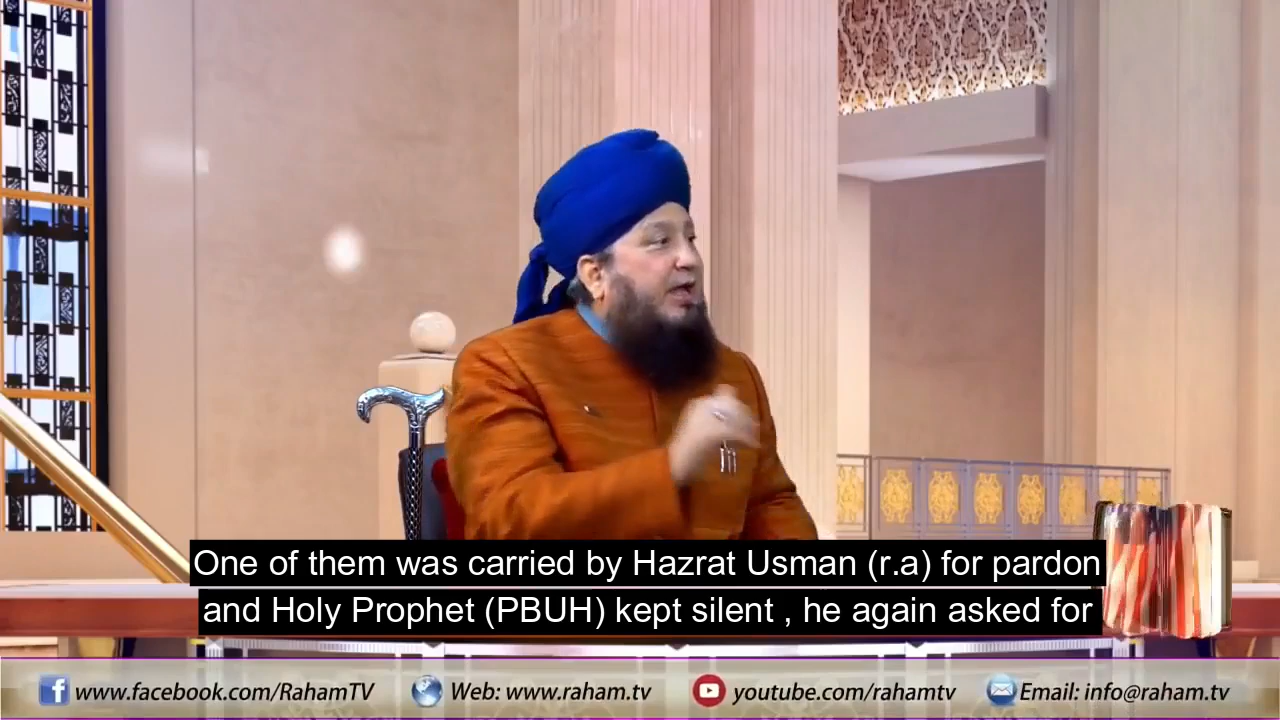 One of them was carried by Hazrat Usman (r.a) for pardon
and Holy Prophet (PBUH) kept silent , he again asked for
www.facebook.com/RahamTV Web: www.raham.tv youtube.com/rahamtv Email: info@raham.tv